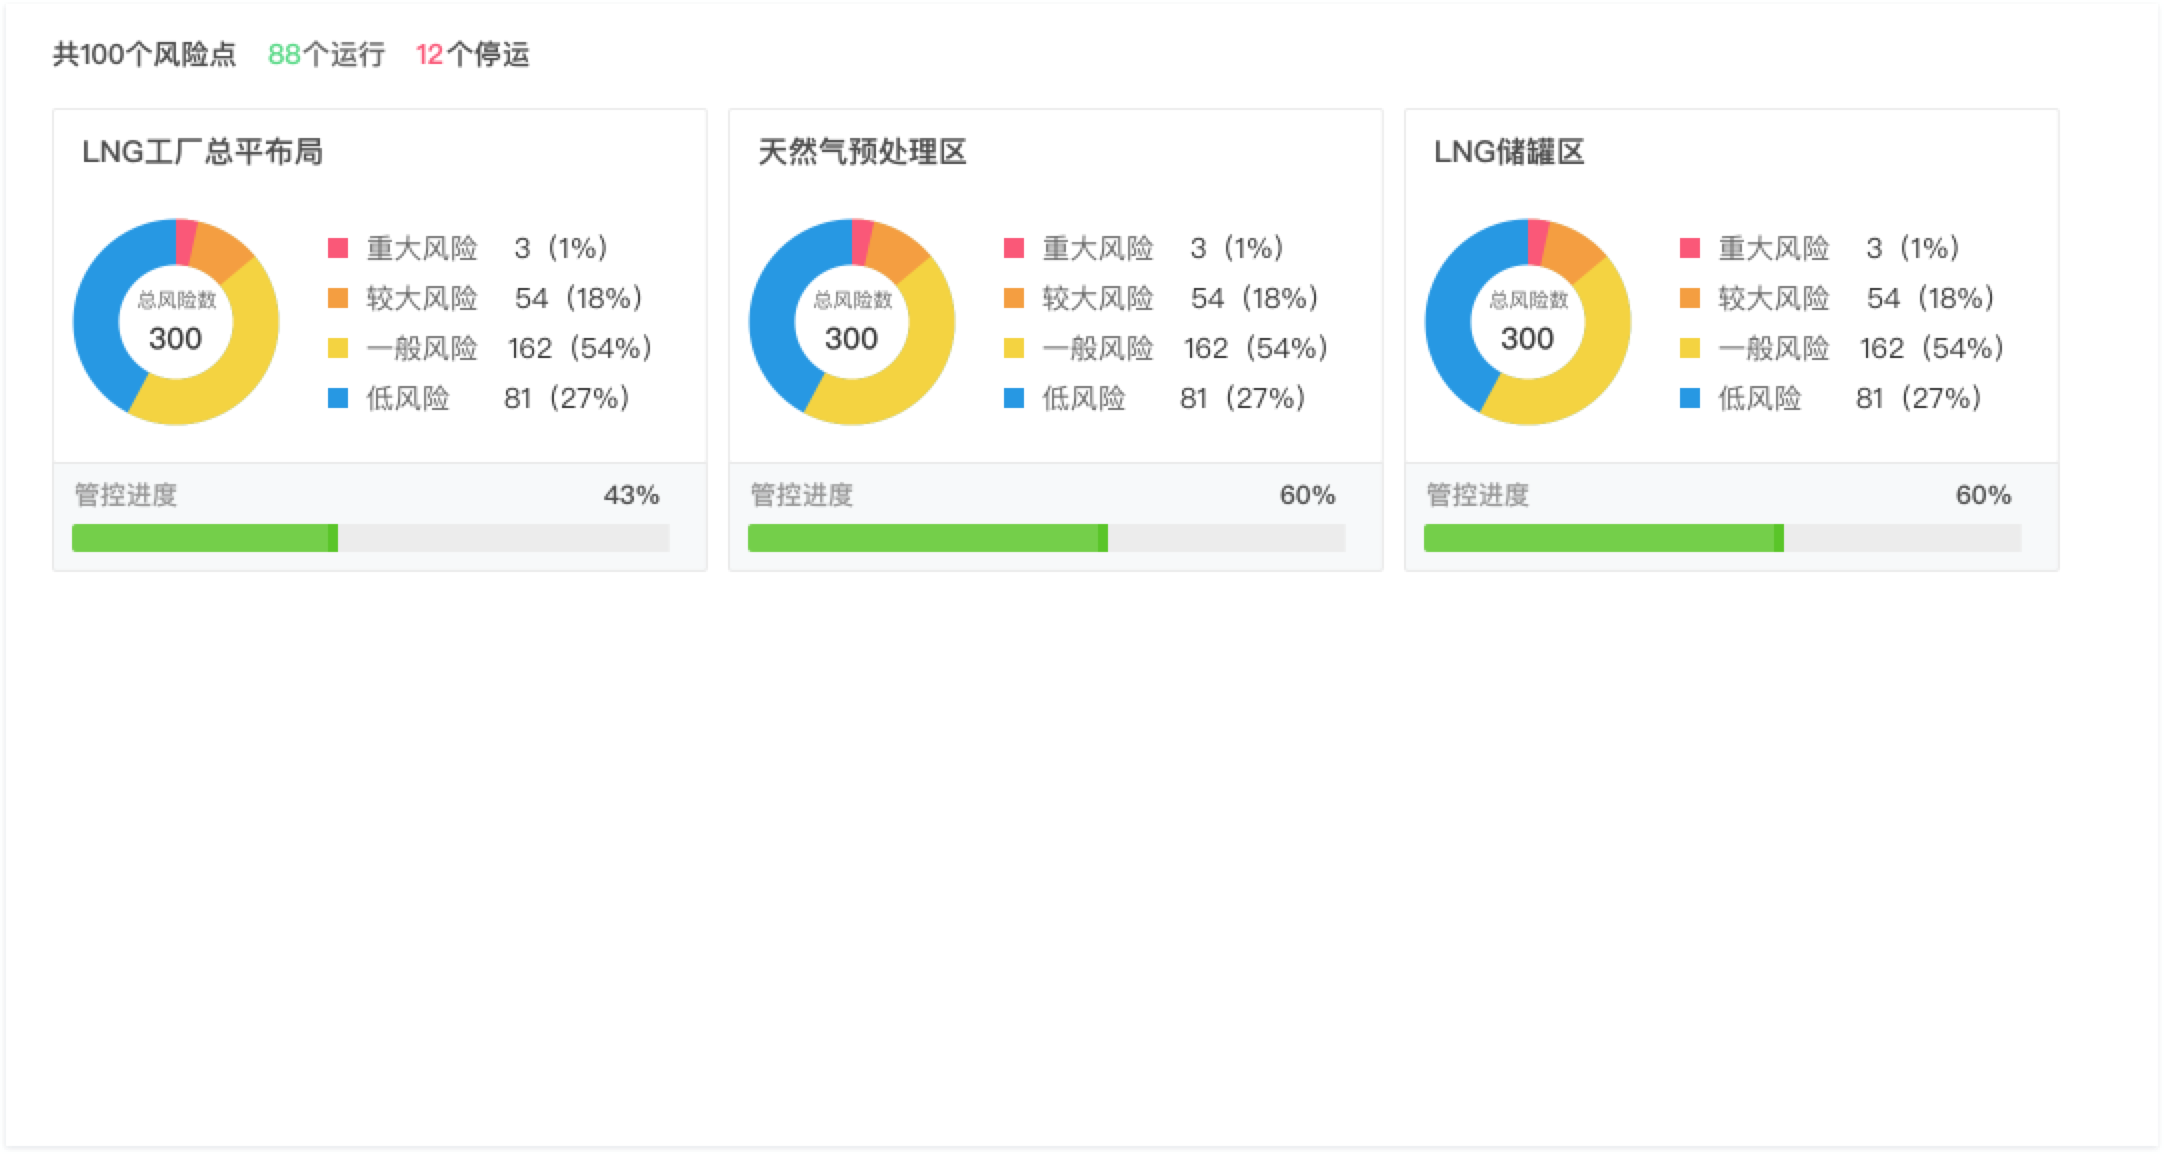 共100个风险点 88个运行 12个停运
LNG工厂总平布局
总风险数
300
重大风险 3 (1%)
较大风险 54 (18%)
一般风险 162 (54%)
低风险 81 (27%)
管控进度 43%
天然气预处理区
总风险数
300
重大风险 3 (1%)
较大风险 54 (18%)
一般风险 162 (54%)
低风险 81 (27%)
管控进度 60%
LNG储罐区
总风险数
300
重大风险 3 (1%)
较大风险 54 (18%)
一般风险 162 (54%)
低风险 81 (27%)
管控进度 60%